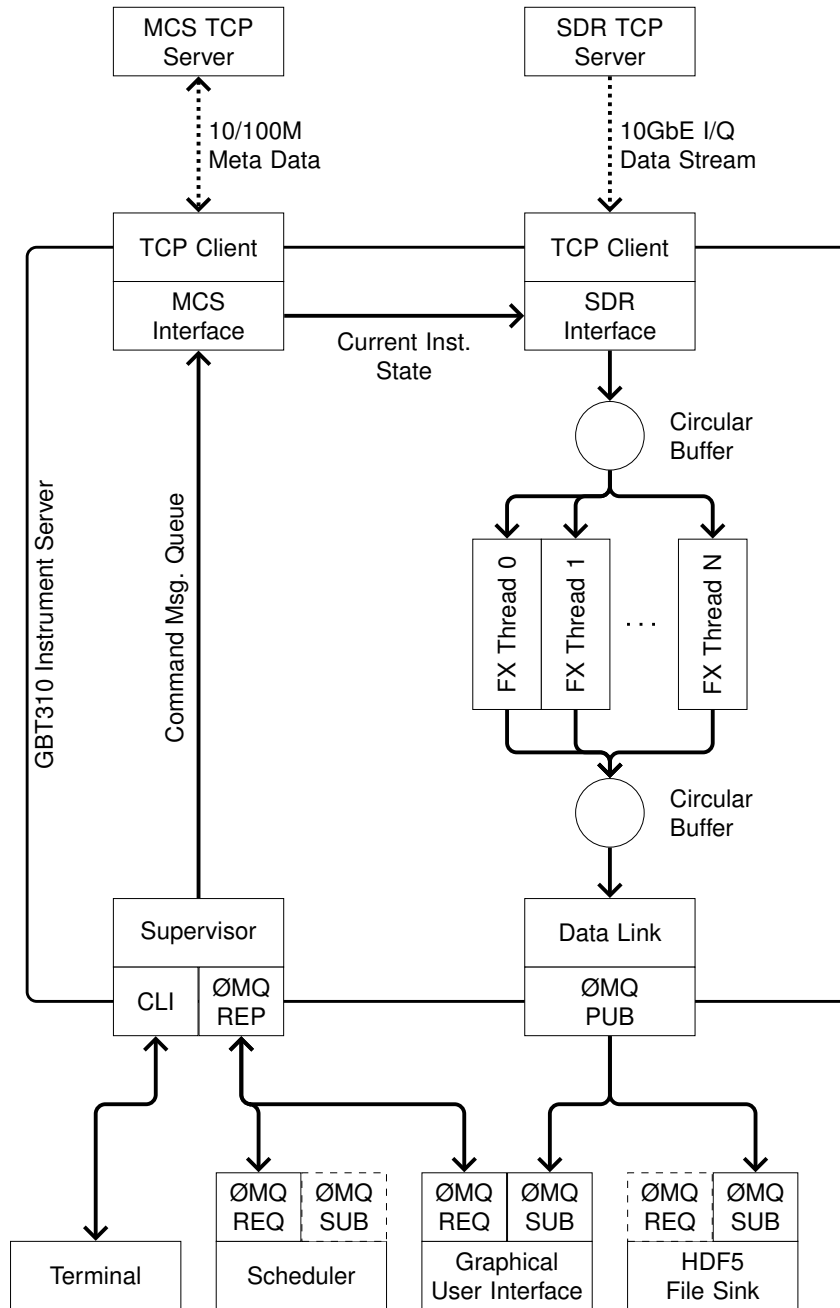 MCS TCP
Server
SDR TCP
Server
10/100M
Meta Data
10GbE I/Q
Data Stream
TCP Client
TCP Client
MCS
Interface
SDR
Interface
Current Inst.
State
Circular
Buffer
GBT310 Instrument Server
Command Msg. Queue
FX Thread 0
FX Thread 1
. . .
FX Thread N
Circular
Buffer
Supervisor
Data Link
CLI
ØMQ
REP
ØMQ
PUB
ØMQ
REQ
ØMQ
SUB
ØMQ
REQ
ØMQ
SUB
ØMQ
REQ
ØMQ
SUB
Terminal
Scheduler
Graphical
User Interface
HDF5
File Sink